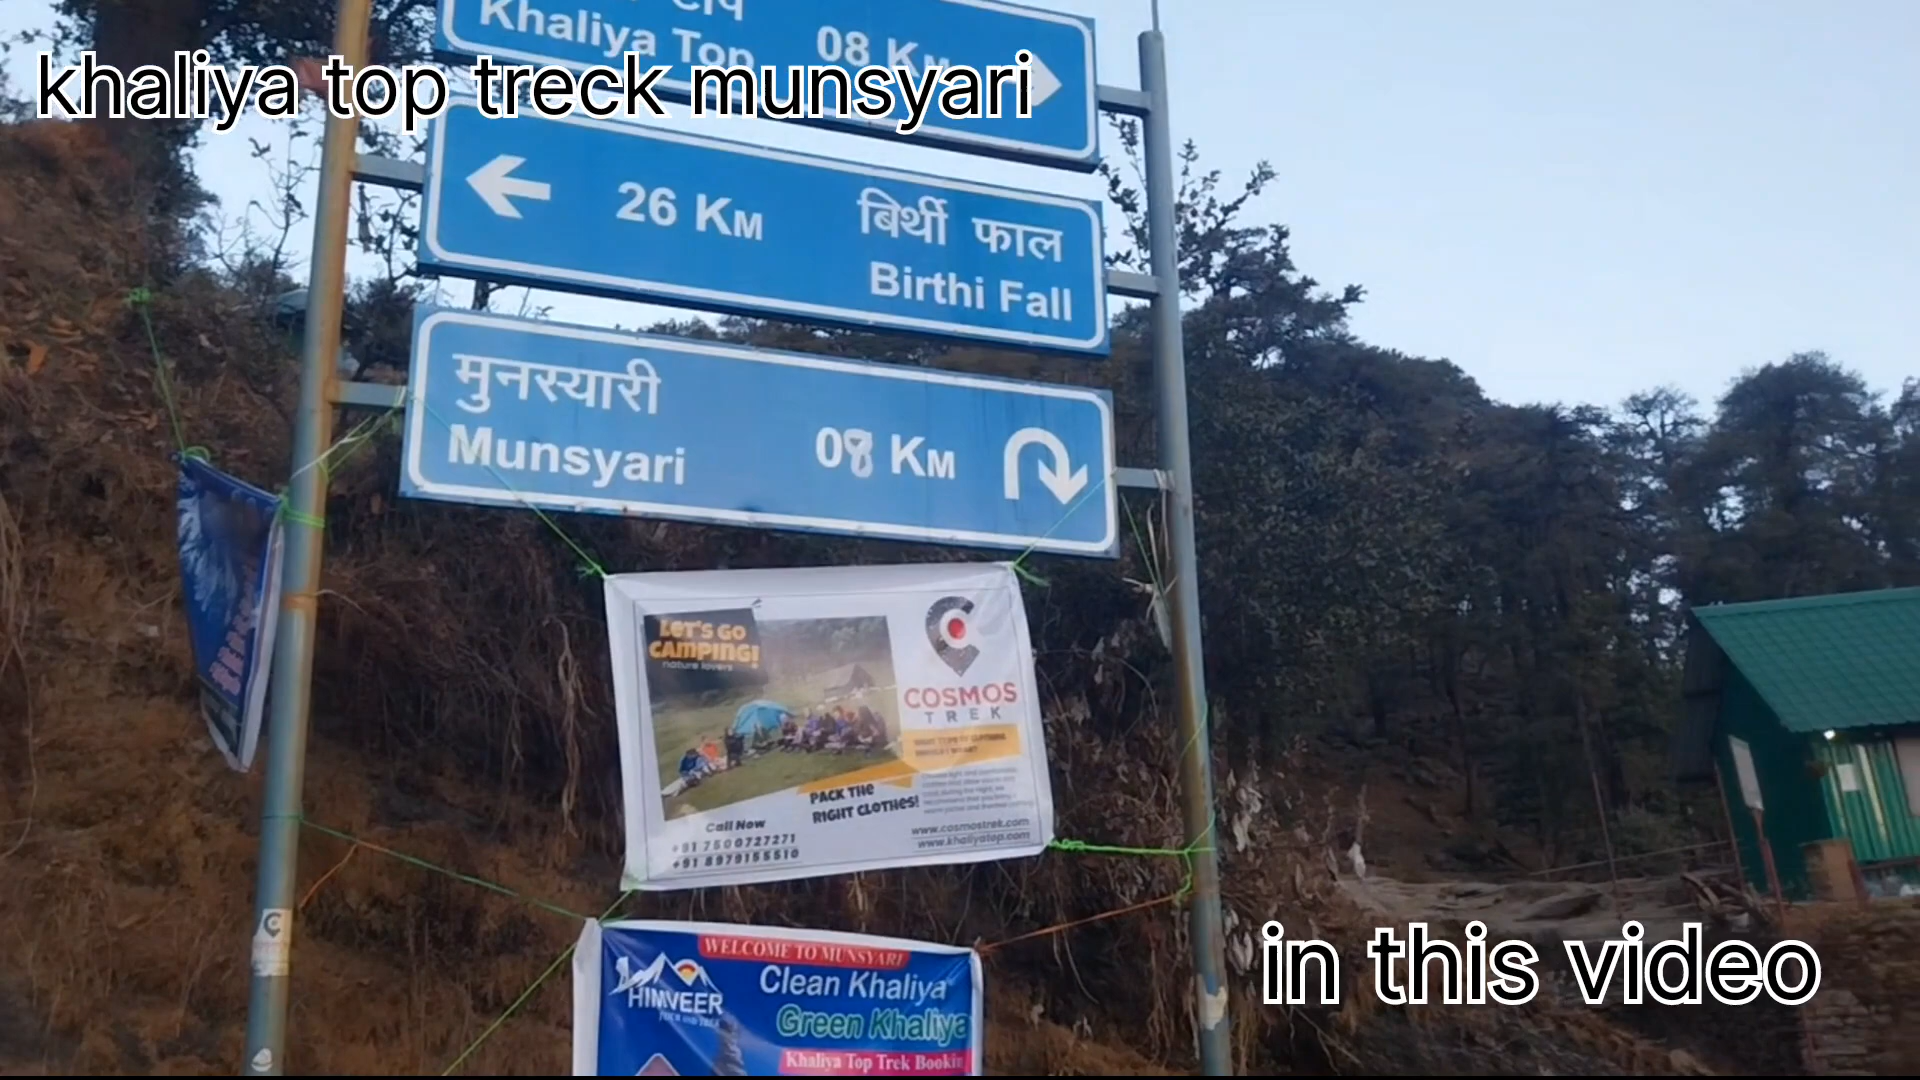 टॉप
Khaliya Top 08 KM
khaliya top treck munsyari
26 KM बिर्थी फाल
Birthi Fall
मुनस्यारी
Munsyari 08 KM
LET'S GO
CAMPING!
nature lovers
COSMOS
TREK
PACK THE
RIGHT CLOTHES!
Call Now
+91 7500727271
+91 8979155510
www.cosmostrek.com
www.khaliyatop.com
WELCOME TO MUNSYARI
HIMVEER
Clean Khaliya
Green Khaliya
Khaliya Top Trek
in this video